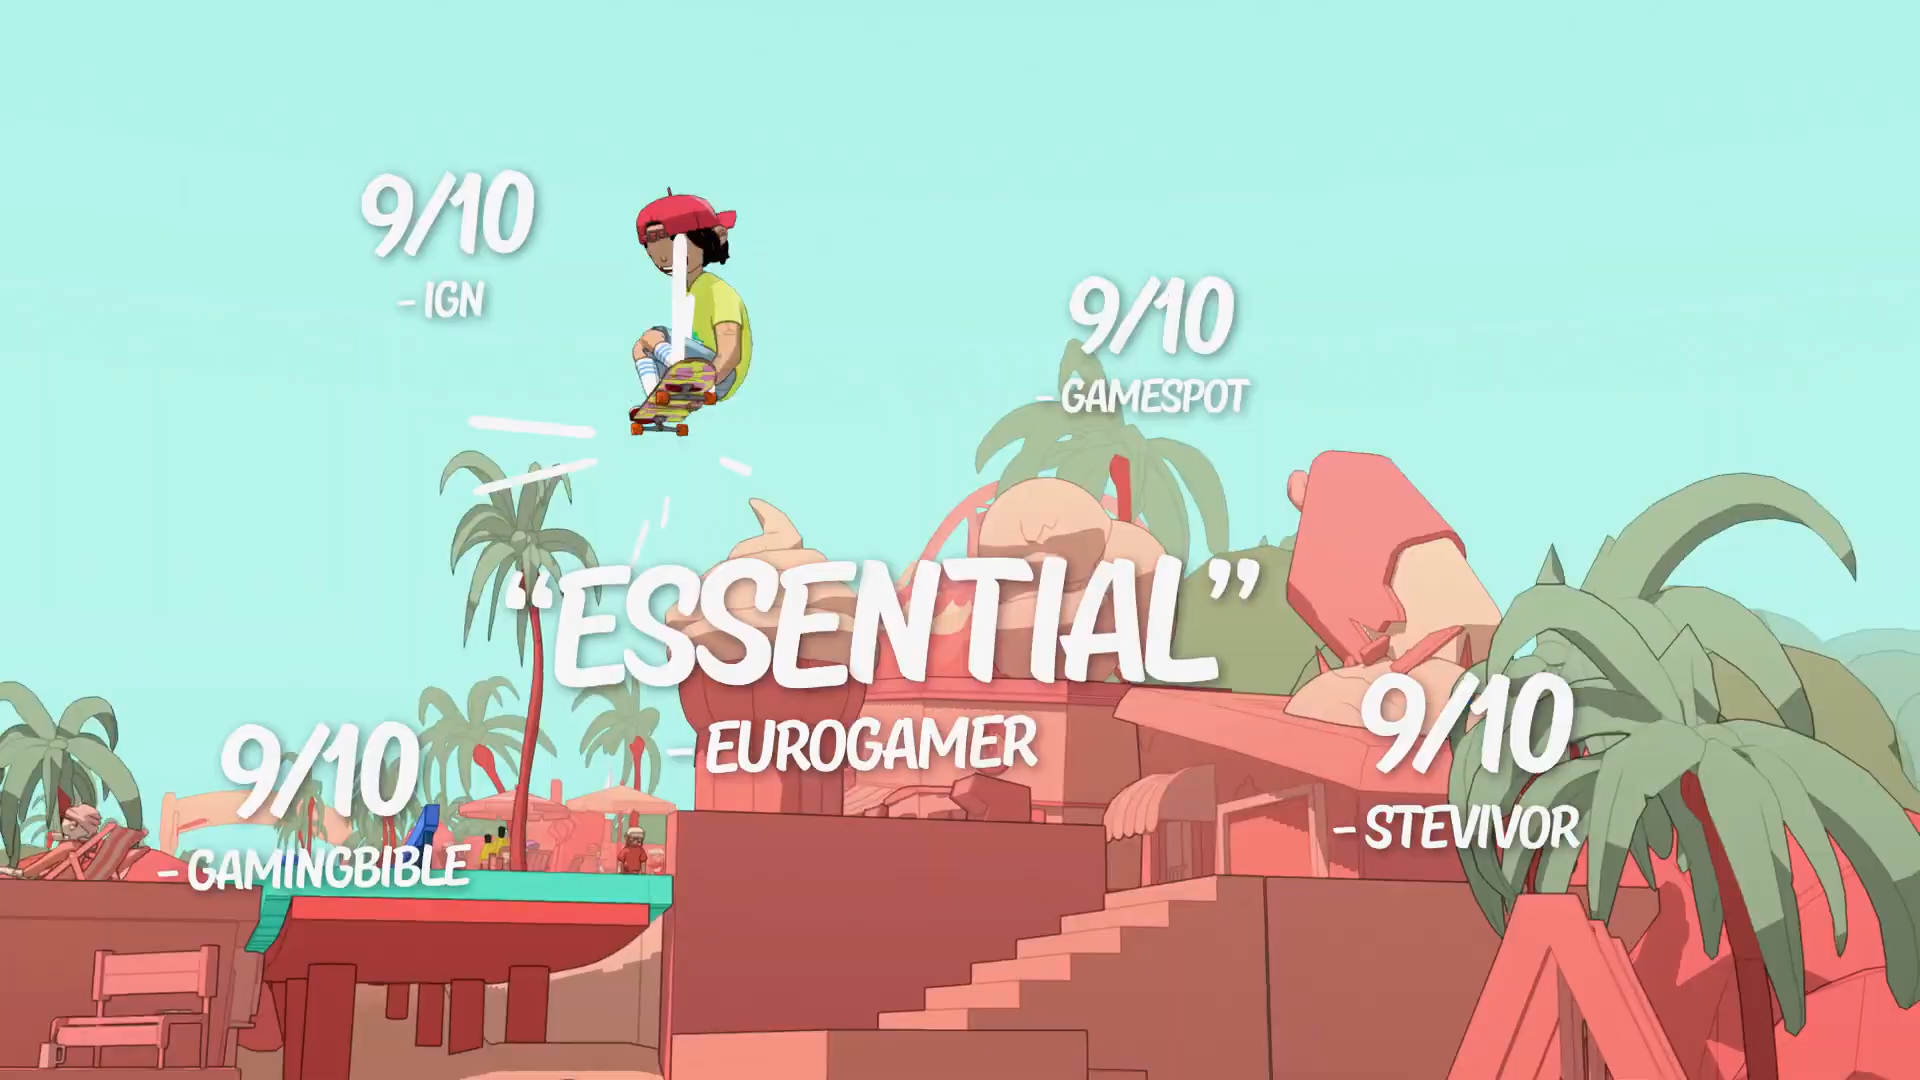 9/10
– IGN
9/10
– GAMESPOT
“ESSENTIAL”
– EUROGAMER
9/10
– STEVIVOR
9/10
– GAMINGBIBLE